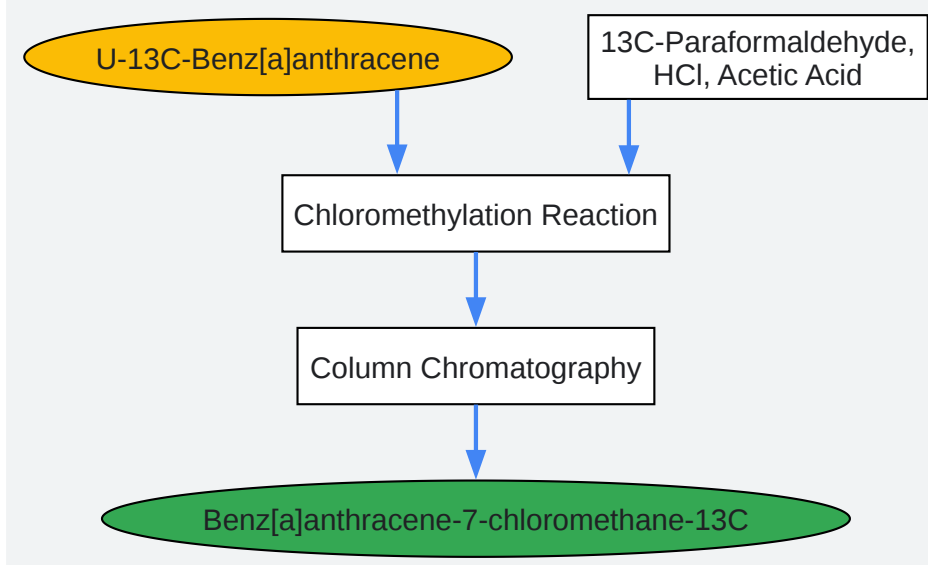 U-13C-Benz[a]anthracene
13C-Paraformaldehyde,
HCl, Acetic Acid
Chloromethylation Reaction
Column Chromatography
Benz[a]anthracene-7-chloromethane-13C